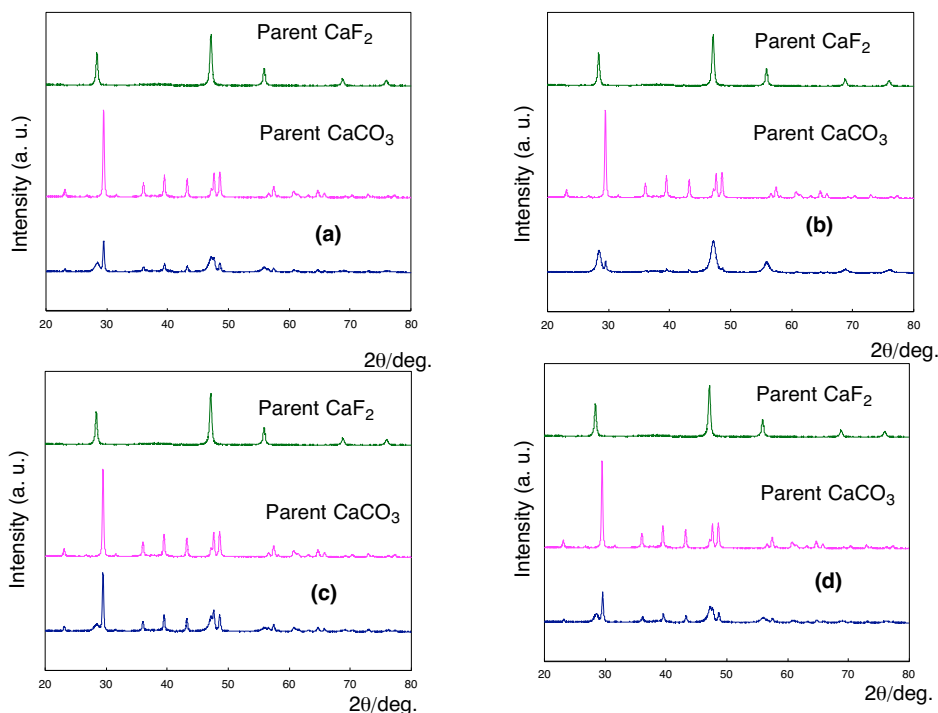 Parent CaF₂
Parent CaCO₃
(a)
Intensity (a. u.)
20 30 40 50 60 70 80
2θ/deg.
Parent CaF₂
Parent CaCO₃
(b)
Intensity (a. u.)
20 30 40 50 60 70 80
2θ/deg.
Parent CaF₂
Parent CaCO₃
(c)
Intensity (a. u.)
20 30 40 50 60 70 80
2θ/deg.
Parent CaF₂
Parent CaCO₃
(d)
Intensity (a. u.)
20 30 40 50 60 70 80
2θ/deg.